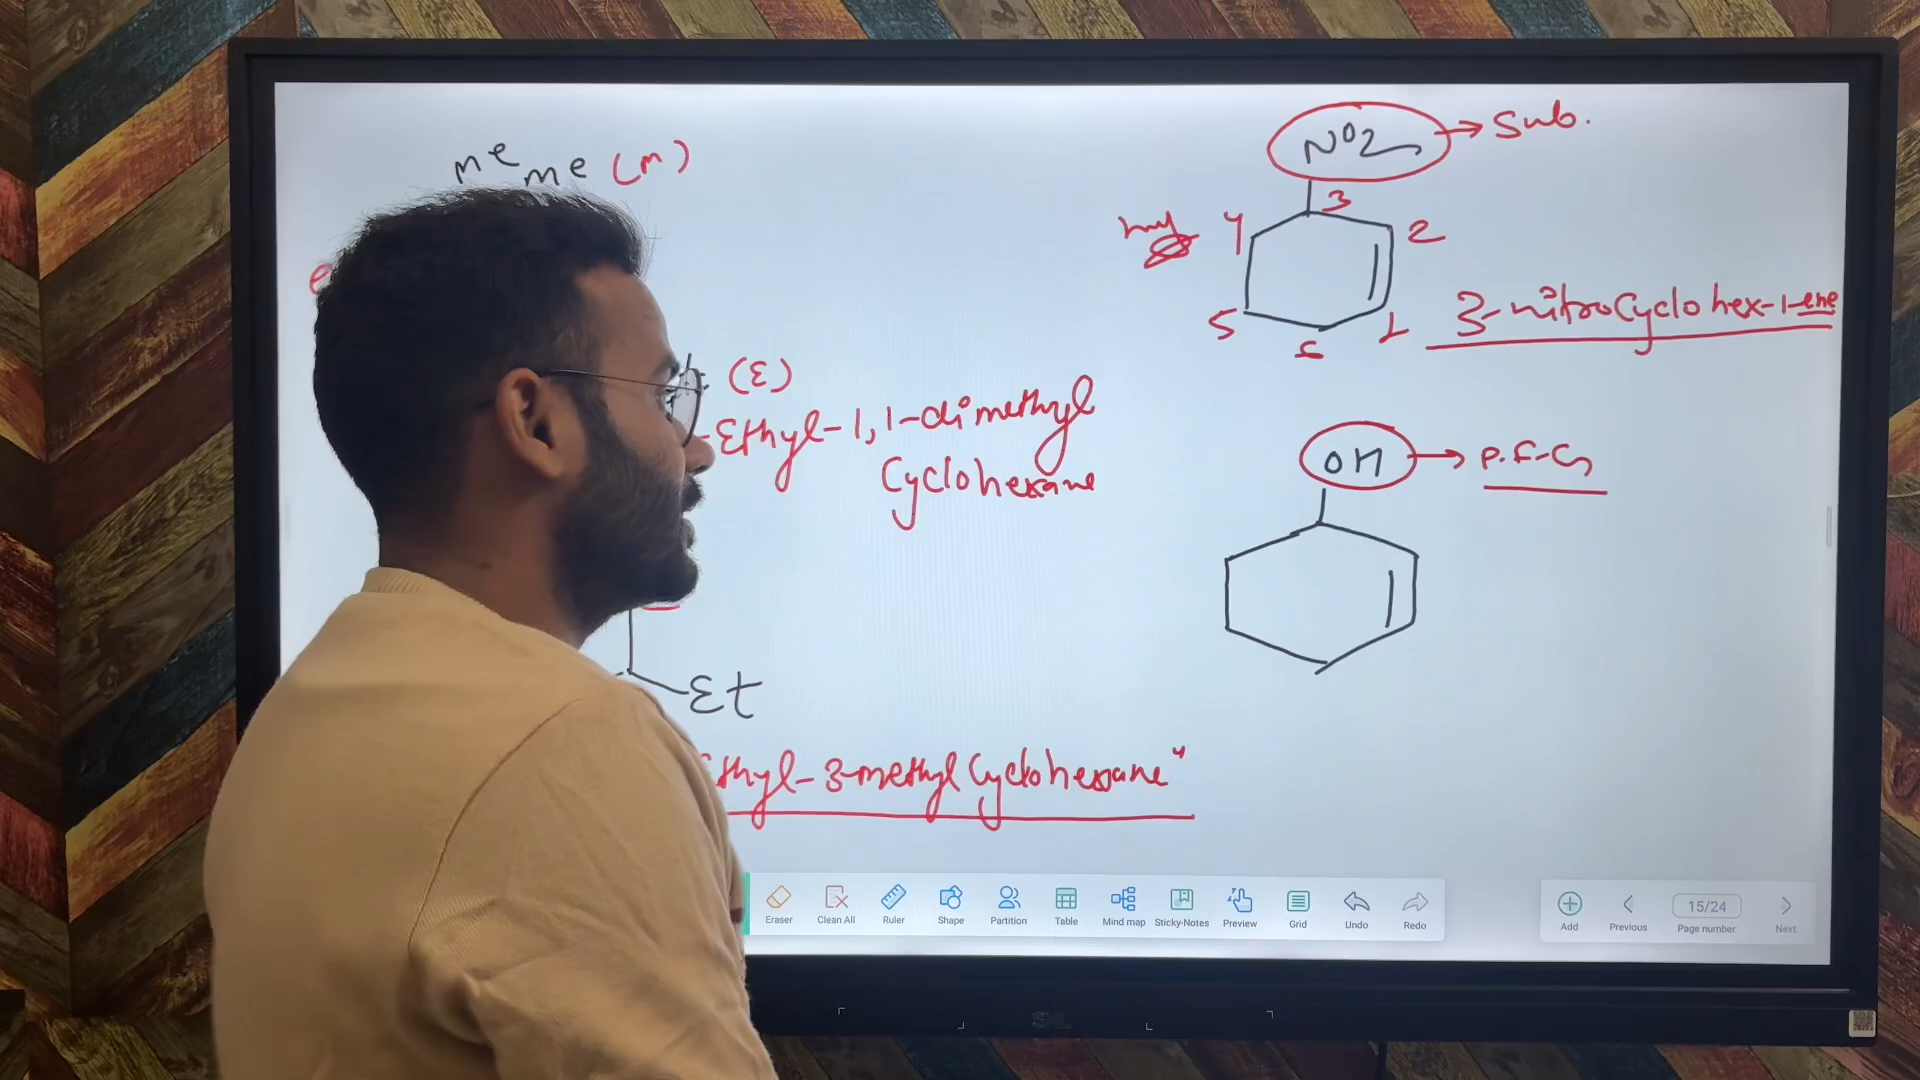 me me (m)
(E)
Ethyl-1,1-dimethyl
Cyclohexane
Et
thyl-3-methyl Cyclohexane"
NO2 → Sub.
3
4
2
5
6
1
3-nitroCyclohex-1-ene
OH → P.F.G
Eraser
Clean All
Ruler
Shape
Partition
Table
Mind map
Sticky-Notes
Preview
Grid
Undo
Redo
Add
Previous
15/24
Page number
Next